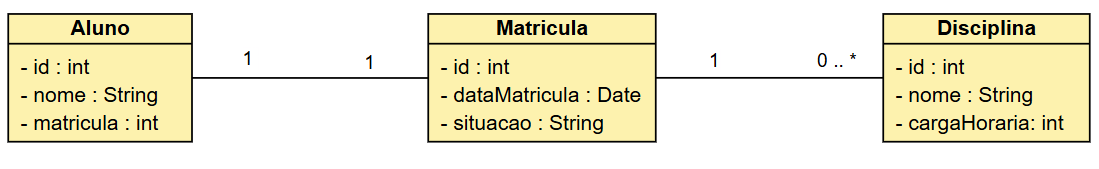 Aluno
- id : int
- nome : String
- matricula : int
1
1
Matricula
- id : int
- dataMatricula : Date
- situacao : String
1
0 .. *
Disciplina
- id : int
- nome : String
- cargaHoraria: int